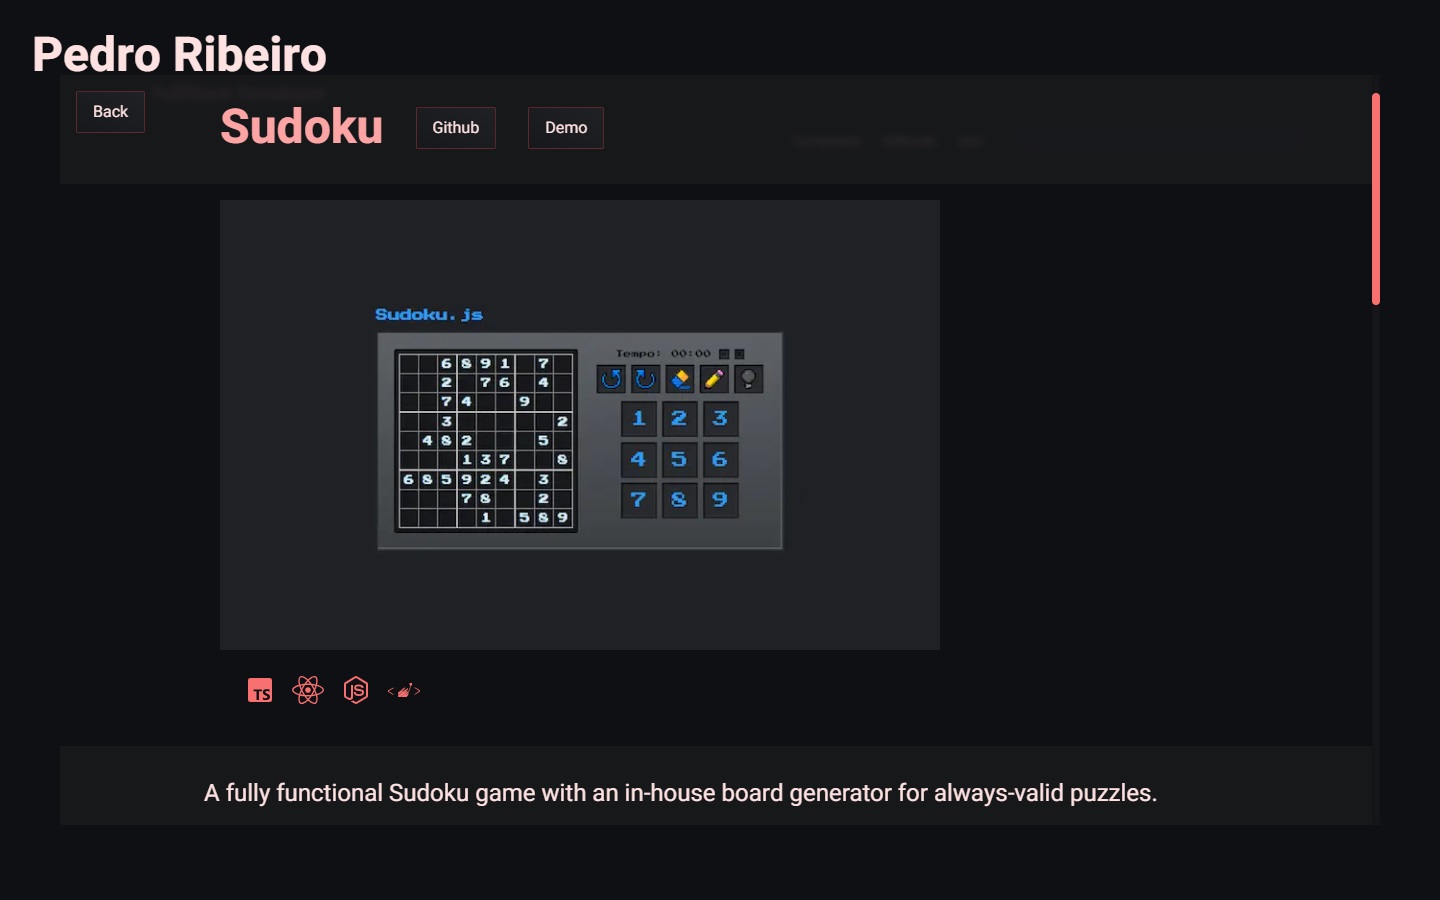 Pedro Ribeiro
Back
Sudoku
Github
Demo
Sudoku.js
Tempo: 00:00
6 8 9 1 7
2 7 6 4
7 4 9
3 2
4 8 2 5
1 3 7 8
6 8 5 9 2 4 3
7 8 2
1 5 8 9
1 2 3
4 5 6
7 8 9
TS
JS
A fully functional Sudoku game with an in-house board generator for always-valid puzzles.